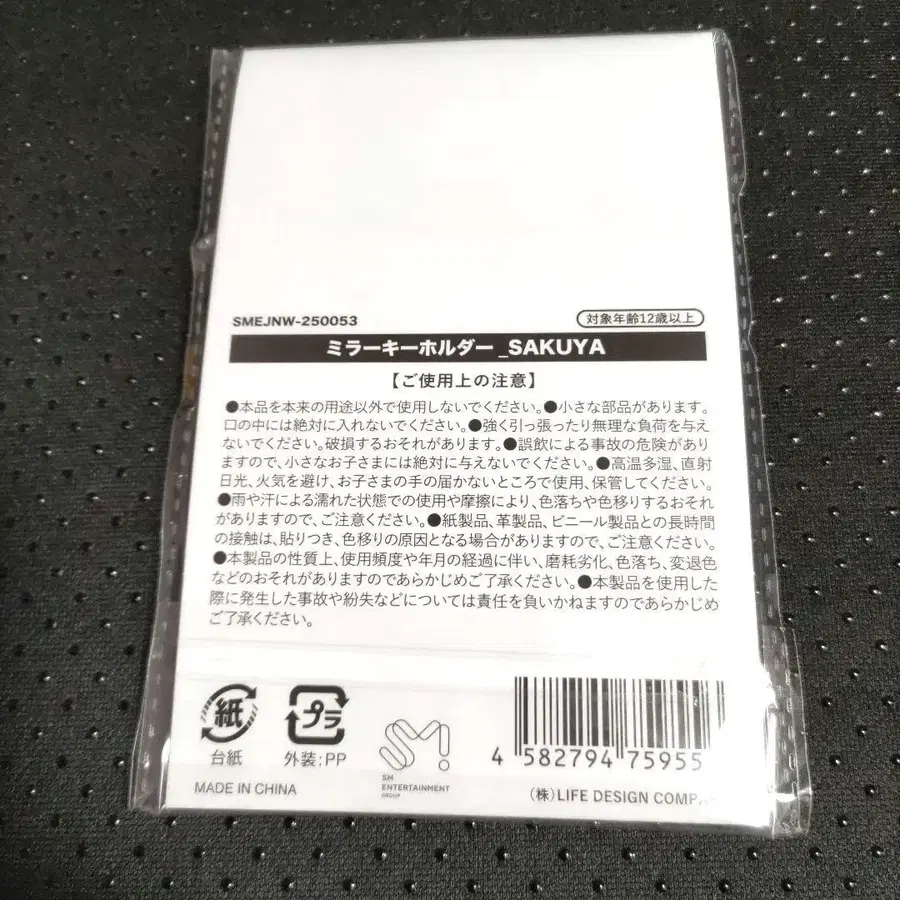 SMEJNW-250053
対象年齢12歳以上
ミラーキーホルダー_SAKUYA
【ご使用上の注意】
●本品を本来の用途以外で使用しないでください。●小さな部品があります。
口の中には絶対に入れないでください。●強く引っ張ったり無理な負荷を与え
ないでください。破損するおそれがあります。●誤飲による事故の危険があり
ますので、小さなお子さまには絶対に与えないでください。●高温多湿、直射
日光、火気を避け、お子さまの手の届かないところで使用、保管してください。
●雨や汗による濡れた状態での使用や摩擦により、色落ちや色移りするおそれ
がありますので、ご注意ください。●紙製品、革製品、ビニール製品との長時間
の接触は、貼りつき、色移りの原因となる場合がありますので、ご注意ください。
●本製品の性質上、使用頻度や年月の経過に伴い、磨耗劣化、色落ち、変退色
などのおそれがありますのであらかじめご了承ください。●本製品を使用した
際に発生した事故や紛失などについては責任を負いかねますのであらかじめ
ご了承ください。
紙
台紙
プラ
外装:PP
SM!
SM
ENTERTAINMENT
GROUP
4 582794 75955
MADE IN CHINA
(株)LIFE DESIGN